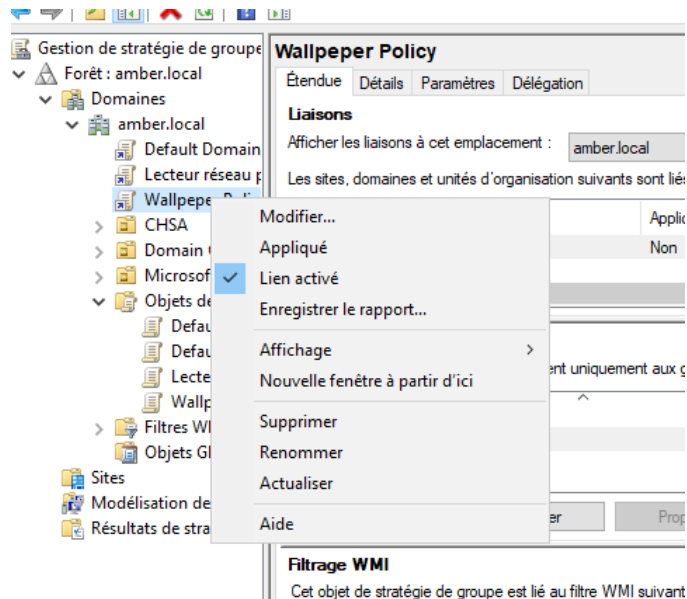 Gestion de stratégie de groupe
Forêt : amber.local
Domaines
amber.local
Default Domain
Lecteur réseau
Wallpeper
CHSA
Domain
Microsof
Objets de
Defau
Defau
Lecte
Wallp
Filtres WI
Objets GI
Sites
Modélisation de
Résultats de stra
Modifier...
Appliqué
Lien activé
Enregistrer le rapport...
Affichage
Nouvelle fenêtre à partir d'ici
Supprimer
Renommer
Actualiser
Aide
Wallpeper Policy
Étendue Détails Paramètres Délégation
Liaisons
Afficher les liaisons à cet emplacement : amber.local
Les sites, domaines et unités d'organisation suivants sont liés
Appli
Non
ent uniquement aux g
er
Prop
Filtrage WMI
Cet objet de stratégie de groupe est lié au filtre WMI suivant